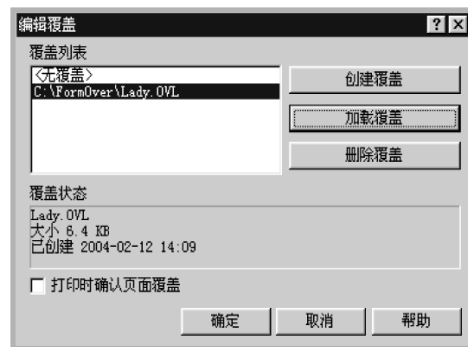 编辑覆盖
覆盖列表
<无覆盖>
C:\FormOver\Lady.OVL
创建覆盖
加载覆盖
删除覆盖
覆盖状态
Lady.OVL
大小 6.4 KB
已创建 2004-02-12 14:09
打印时确认页面覆盖
确定 取消 帮助